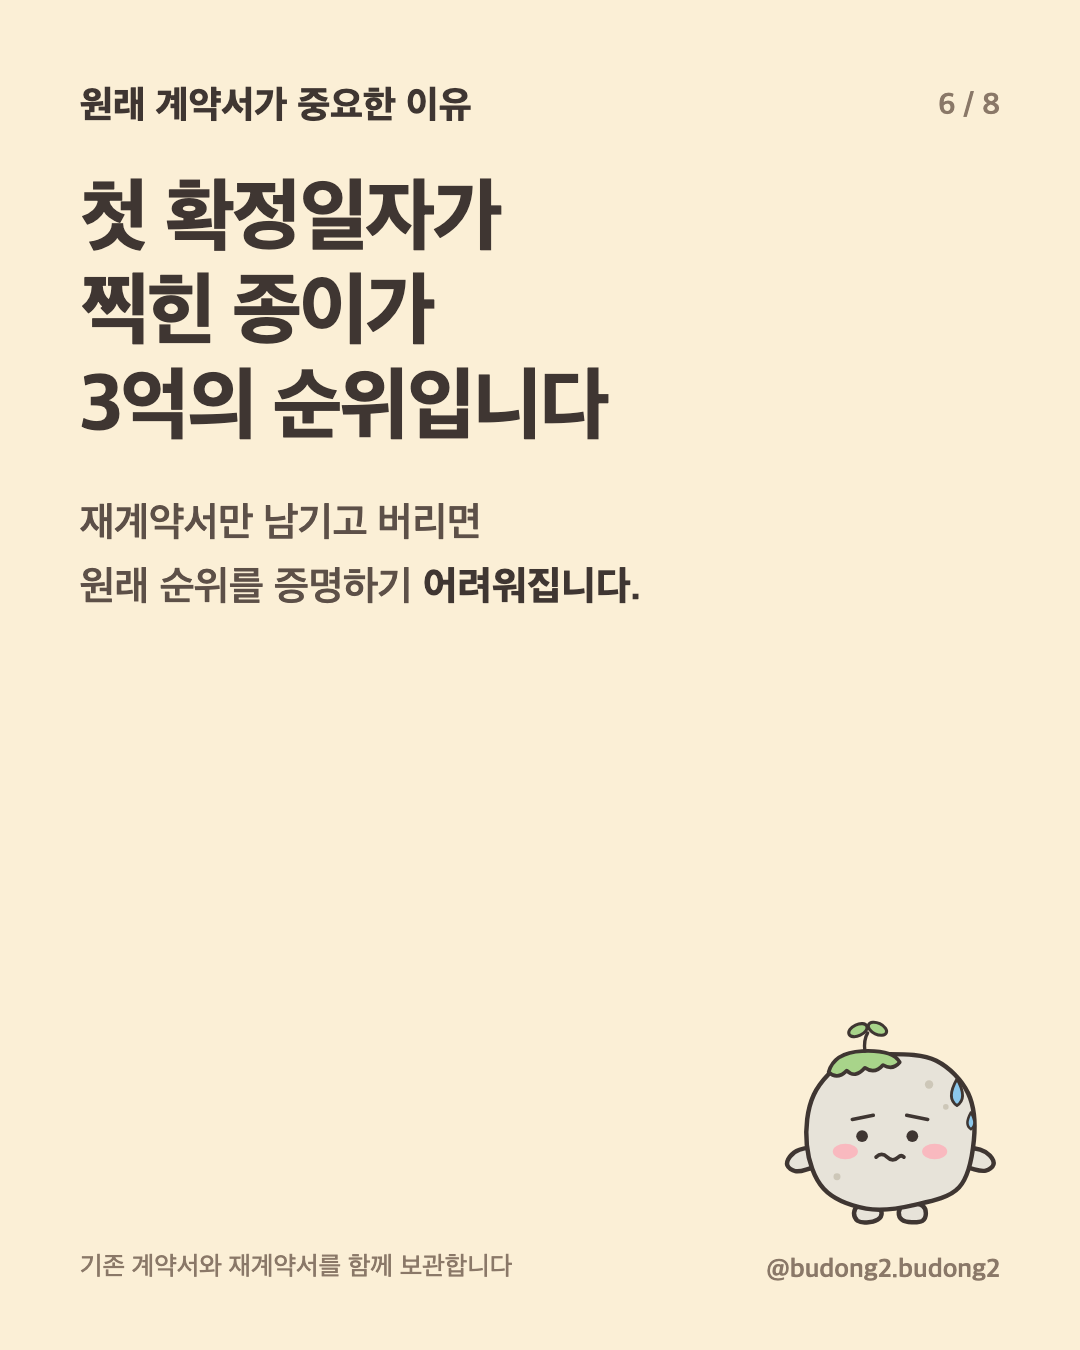 원래 계약서가 중요한 이유
6 / 8
첫 확정일자가
찍힌 종이가
3억의 순위입니다
재계약서만 남기고 버리면
원래 순위를 증명하기 어려워집니다.
기존 계약서와 재계약서를 함께 보관합니다
@budong2.budong2